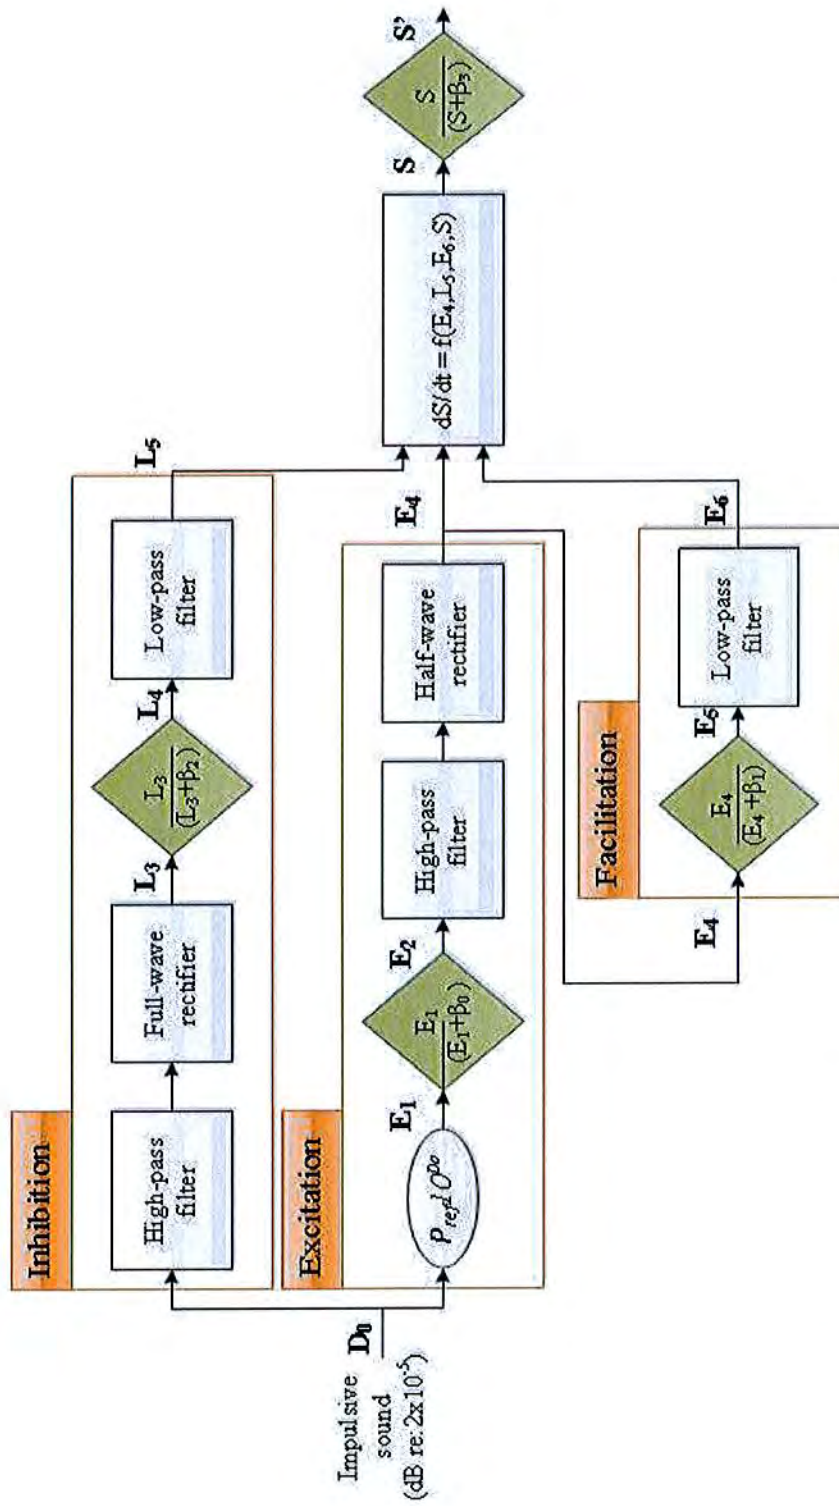 Impulsive
sound
(dB re: 2x10⁻⁵)
D₀
Inhibition
High-pass
filter
Full-wave
rectifier
L₃
L₃
(L₃+β₂)
L₄
Low-pass
filter
L₅
Excitation
P_ref10^D₀
E₁
E₁
(E₁+β₀)
E₂
High-pass
filter
Half-wave
rectifier
E₄
Facilitation
E₄
E₄
(E₄+β₁)
E₅
Low-pass
filter
E₆
dS/dt = f(E₄,L₅,E₆,S)
S
S
(S+β₃)
S'